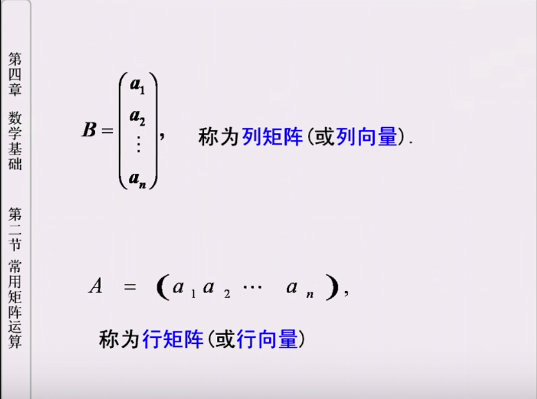 第四章 数学基础 第二节 常用矩阵运算
B = (a₁ a₂ ⋮ aₙ), 称为列矩阵(或列向量).
A = (a₁ a₂ ⋯ aₙ),
称为行矩阵(或行向量)